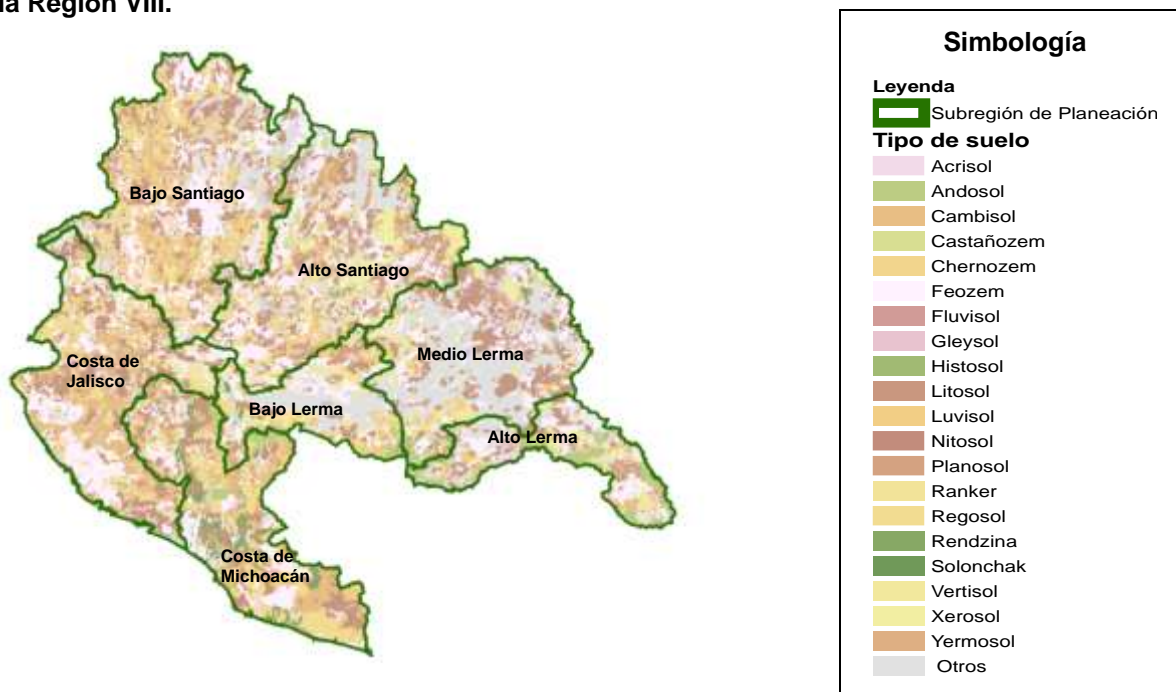 la Región VIII.
Bajo Santiago
Alto Santiago
Costa de
Jalisco
Medio Lerma
Bajo Lerma
Alto Lerma
Costa de
Michoacán
Simbología
Leyenda
Subregión de Planeación
Tipo de suelo
Acrisol
Andosol
Cambisol
Castañozem
Chernozem
Feozem
Fluvisol
Gleysol
Histosol
Litosol
Luvisol
Nitosol
Planosol
Ranker
Regosol
Rendzina
Solonchak
Vertisol
Xerosol
Yermosol
Otros